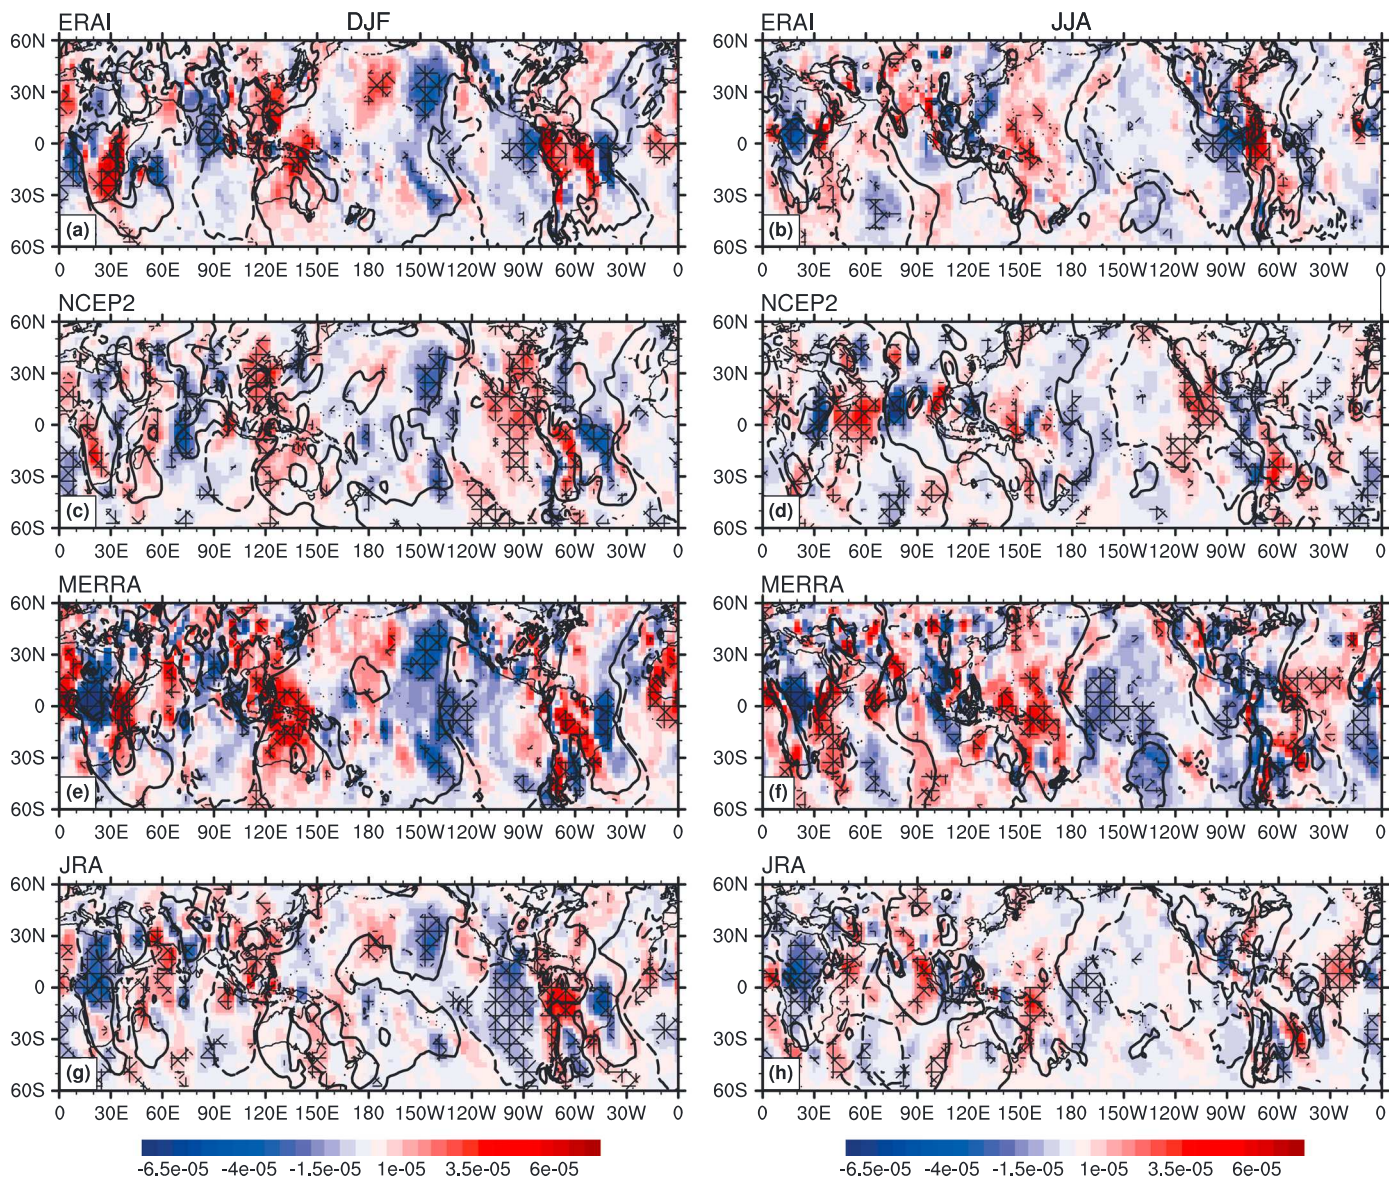 ERAI DJF
60N
30N
0
30S
60S
(a)
0 30E 60E 90E 120E 150E 180 150W 120W 90W 60W 30W 0
ERAI JJA
60N
30N
0
30S
60S
(b)
0 30E 60E 90E 120E 150E 180 150W 120W 90W 60W 30W 0
NCEP2
60N
30N
0
30S
60S
(c)
0 30E 60E 90E 120E 150E 180 150W 120W 90W 60W 30W 0
NCEP2
60N
30N
0
30S
60S
(d)
0 30E 60E 90E 120E 150E 180 150W 120W 90W 60W 30W 0
MERRA
60N
30N
0
30S
60S
(e)
0 30E 60E 90E 120E 150E 180 150W 120W 90W 60W 30W 0
MERRA
60N
30N
0
30S
60S
(f)
0 30E 60E 90E 120E 150E 180 150W 120W 90W 60W 30W 0
JRA
60N
30N
0
30S
60S
(g)
0 30E 60E 90E 120E 150E 180 150W 120W 90W 60W 30W 0
JRA
60N
30N
0
30S
60S
(h)
0 30E 60E 90E 120E 150E 180 150W 120W 90W 60W 30W 0
-6.5e-05 -4e-05 -1.5e-05 1e-05 3.5e-05 6e-05
-6.5e-05 -4e-05 -1.5e-05 1e-05 3.5e-05 6e-05